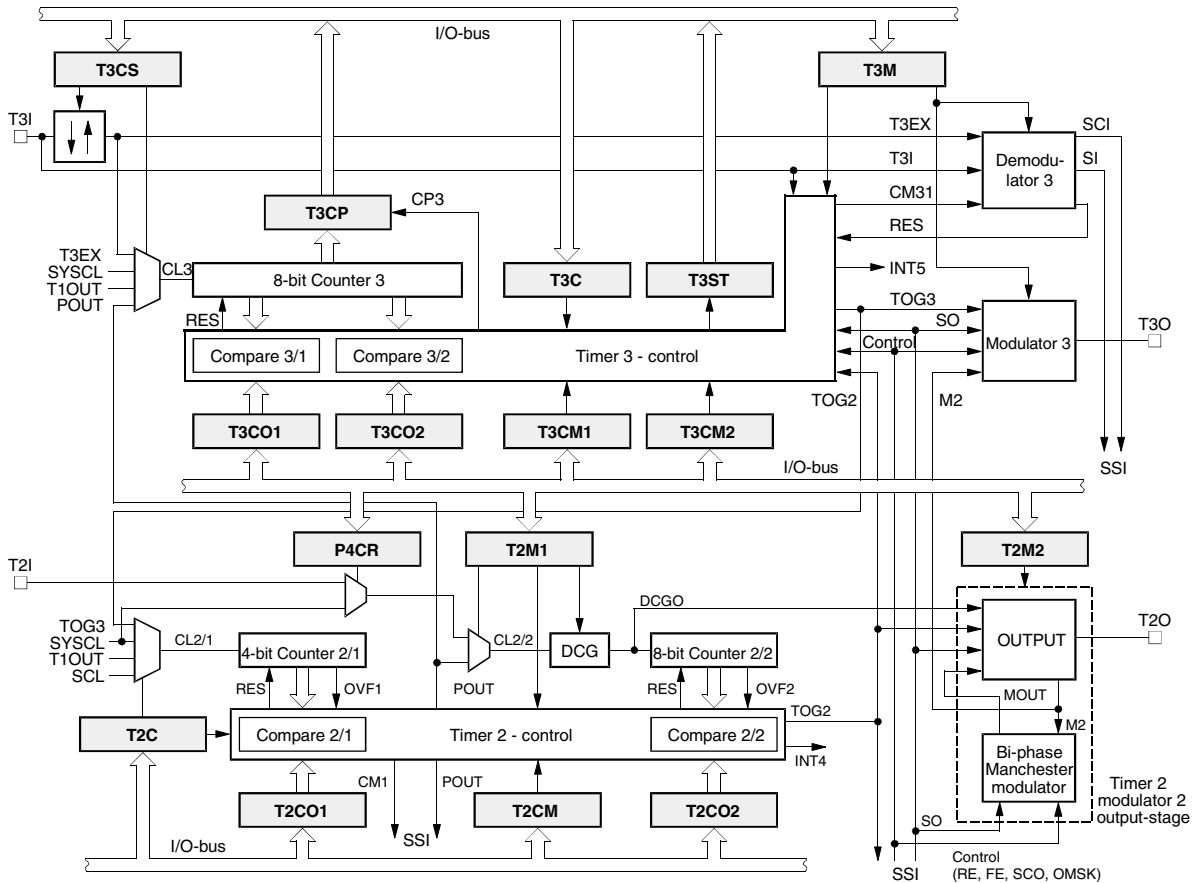 I/O-bus
T3CS
T3M
T3I
T3EX
SCI
T3I
SI
Demodu-
lator 3
CM31
T3CP
CP3
RES
T3EX
SYSCL
T1OUT
POUT
CL3
8-bit Counter 3
T3C
T3ST
INT5
RES
TOG3
SO
T3O
Control
Modulator 3
Compare 3/1
Compare 3/2
Timer 3 - control
TOG2
M2
T3CO1
T3CO2
T3CM1
T3CM2
I/O-bus
SSI
P4CR
T2M1
T2M2
T2I
DCGO
TOG3
SYSCL
T1OUT
SCL
CL2/1
4-bit Counter 2/1
CL2/2
DCG
8-bit Counter 2/2
OUTPUT
T2O
RES
OVF1
POUT
RES
OVF2
MOUT
TOG2
M2
T2C
Compare 2/1
Timer 2 - control
Compare 2/2
INT4
Bi-phase
Manchester
modulator
CM1
POUT
Timer 2
modulator 2
output-stage
T2CO1
T2CM
T2CO2
SO
SSI
I/O-bus
SSI
Control
(RE, FE, SCO, OMSK)